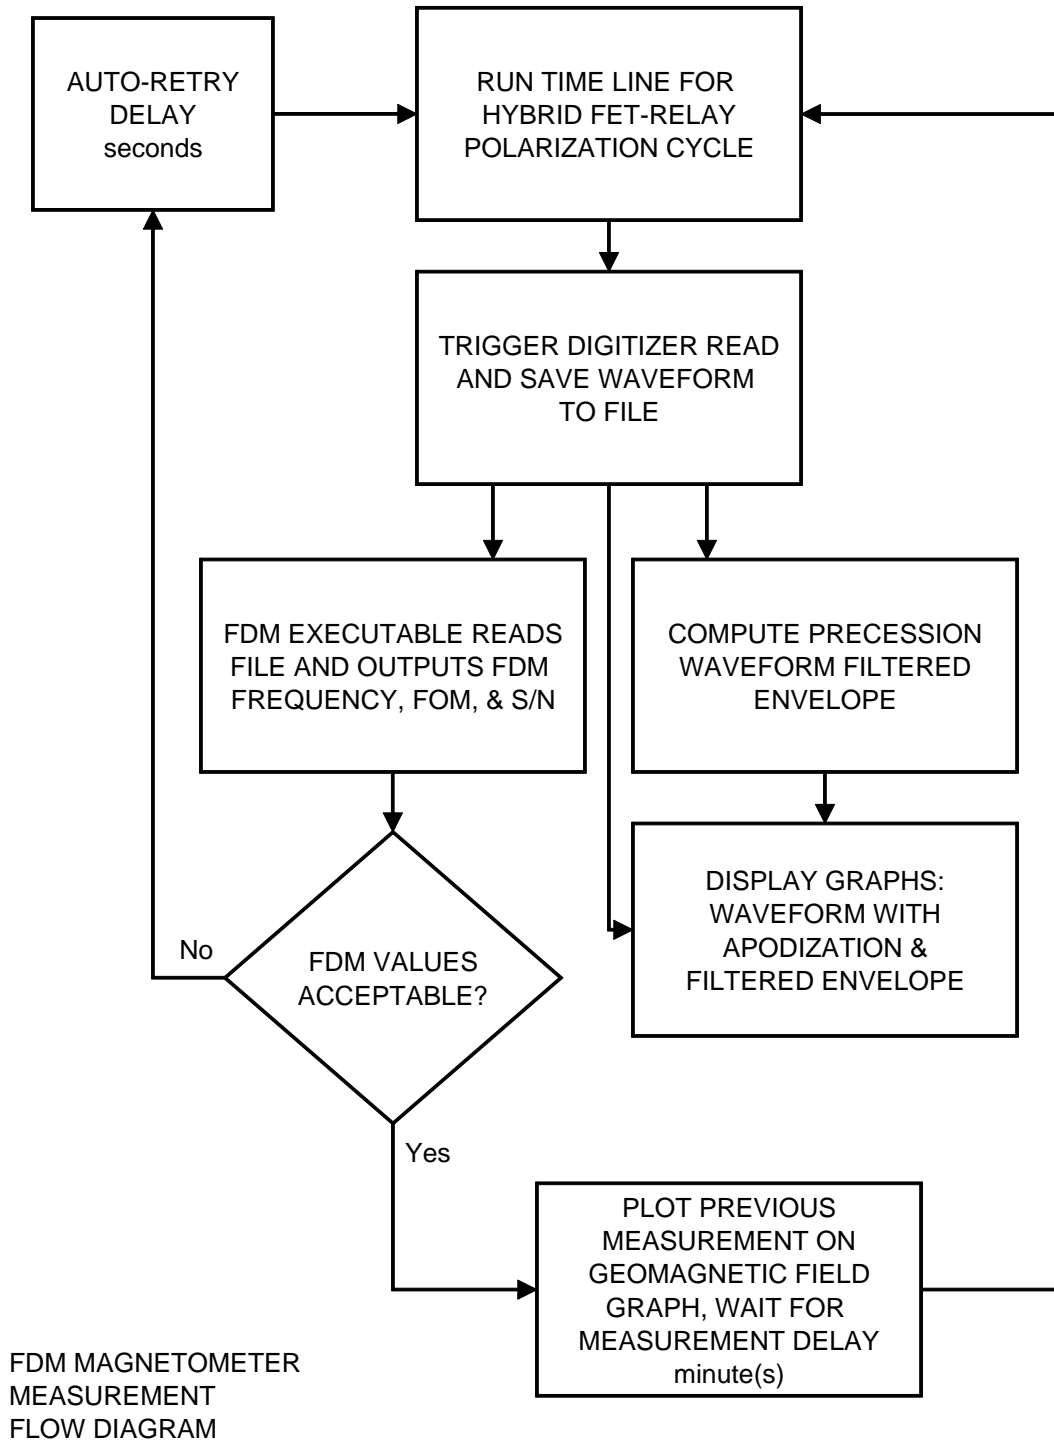 AUTO-RETRY
DELAY
seconds
RUN TIME LINE FOR
HYBRID FET-RELAY
POLARIZATION CYCLE
TRIGGER DIGITIZER READ
AND SAVE WAVEFORM
TO FILE
FDM EXECUTABLE READS
FILE AND OUTPUTS FDM
FREQUENCY, FOM, & S/N
COMPUTE PRECESSION
WAVEFORM FILTERED
ENVELOPE
DISPLAY GRAPHS:
WAVEFORM WITH
APODIZATION &
FILTERED ENVELOPE
No
FDM VALUES
ACCEPTABLE?
Yes
PLOT PREVIOUS
MEASUREMENT ON
GEOMAGNETIC FIELD
GRAPH, WAIT FOR
MEASUREMENT DELAY
minute(s)
FDM MAGNETOMETER
MEASUREMENT
FLOW DIAGRAM